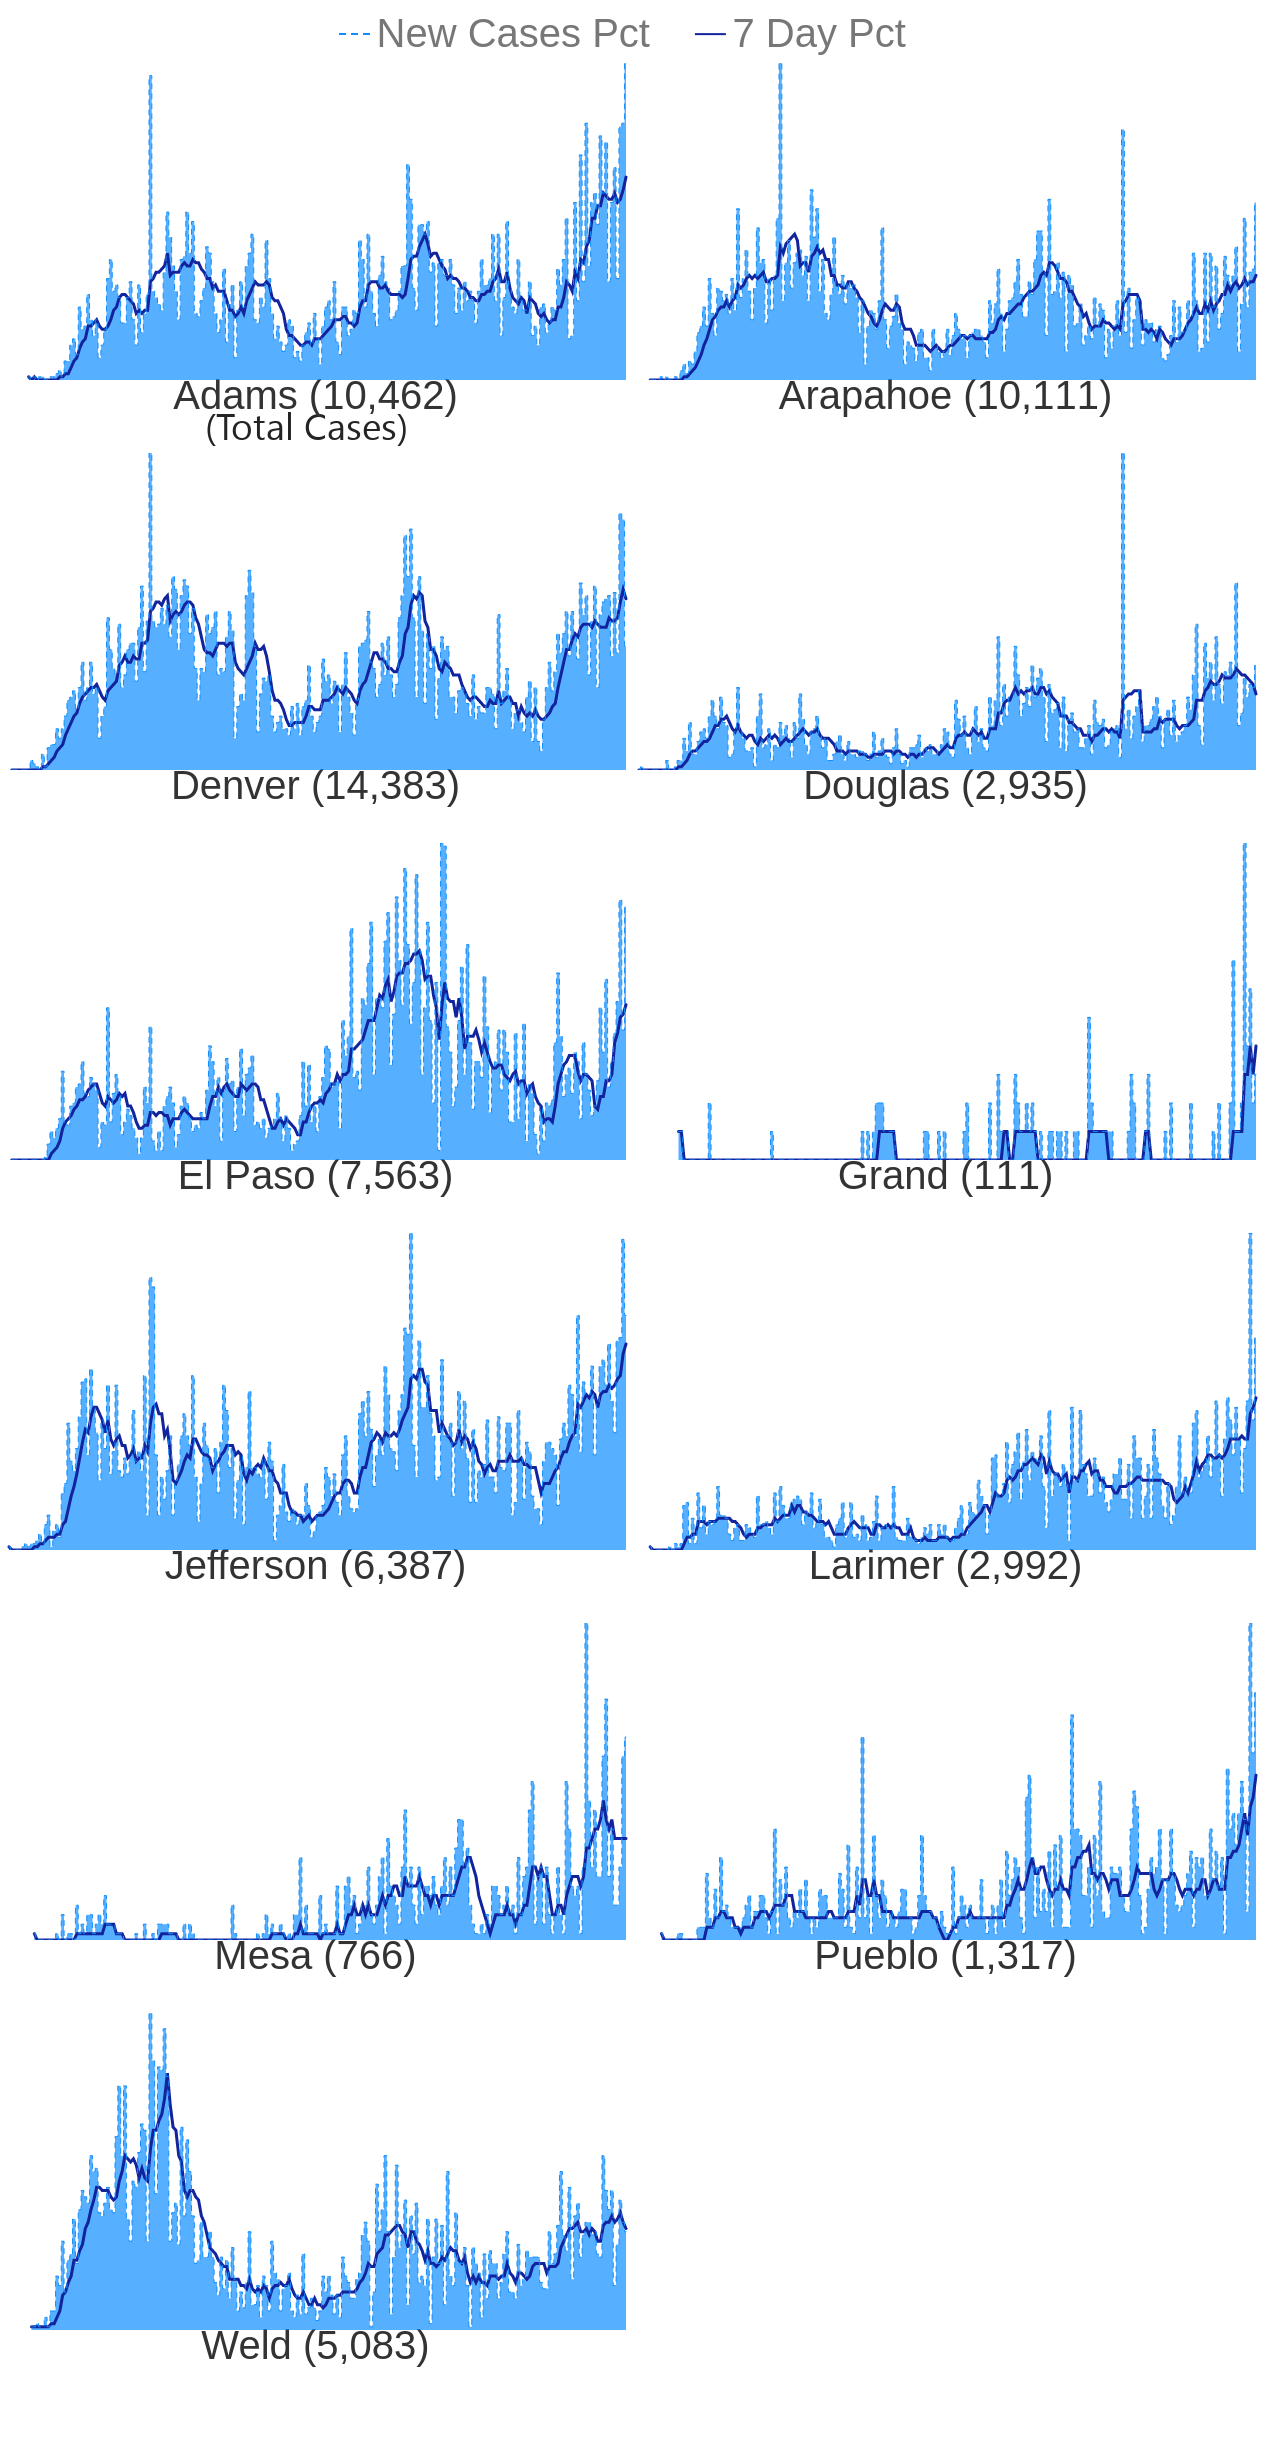 New Cases Pct 7 Day Pct
Adams (10,462) Arapahoe (10,111)
(Total Cases)
Denver (14,383) Douglas (2,935)
El Paso (7,563) Grand (111)
Jefferson (6,387) Larimer (2,992)
Mesa (766) Pueblo (1,317)
Weld (5,083)